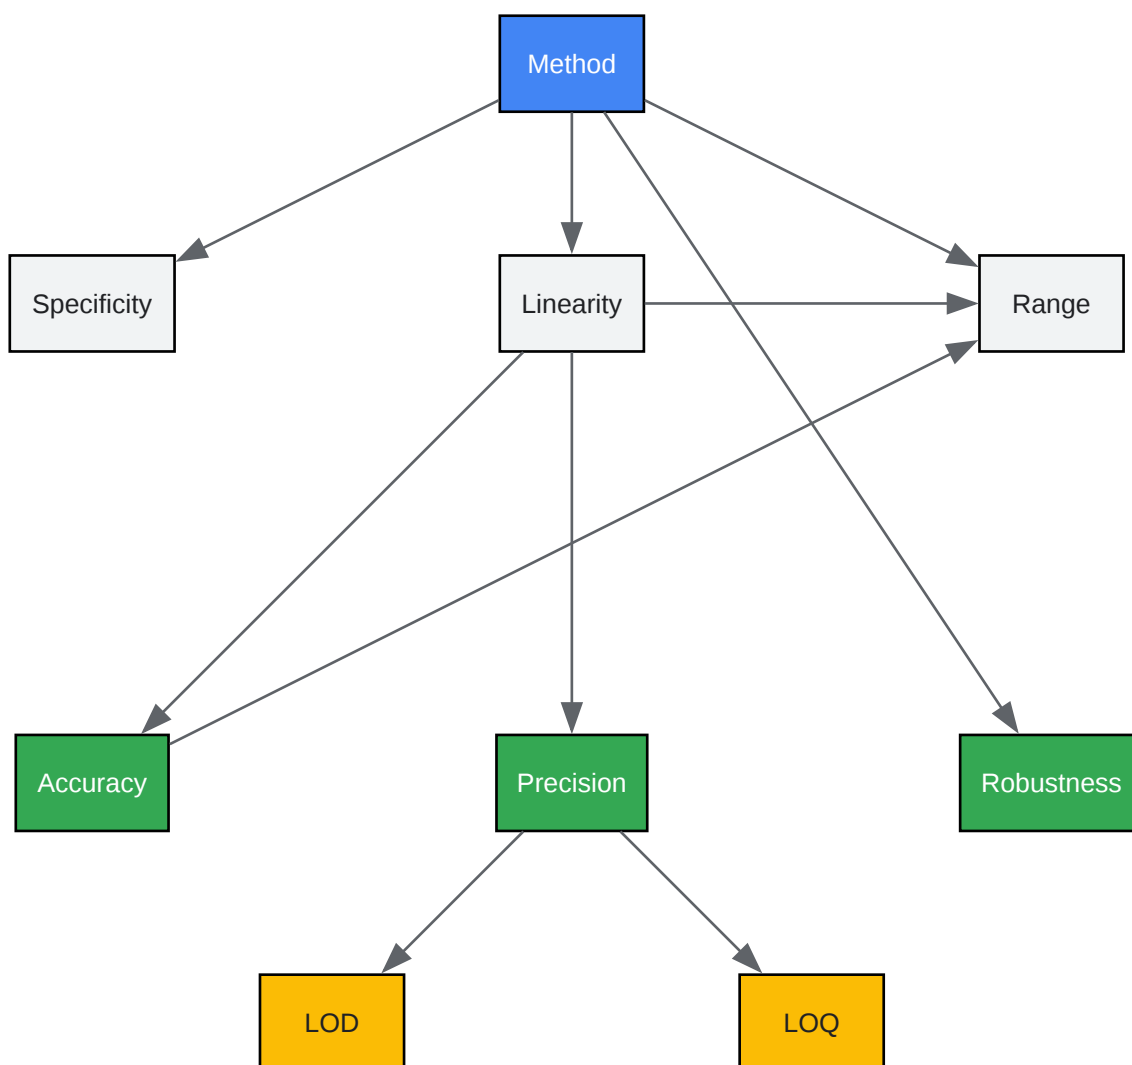 Method
Specificity
Linearity
Range
Accuracy
Precision
Robustness
LOD
LOQ